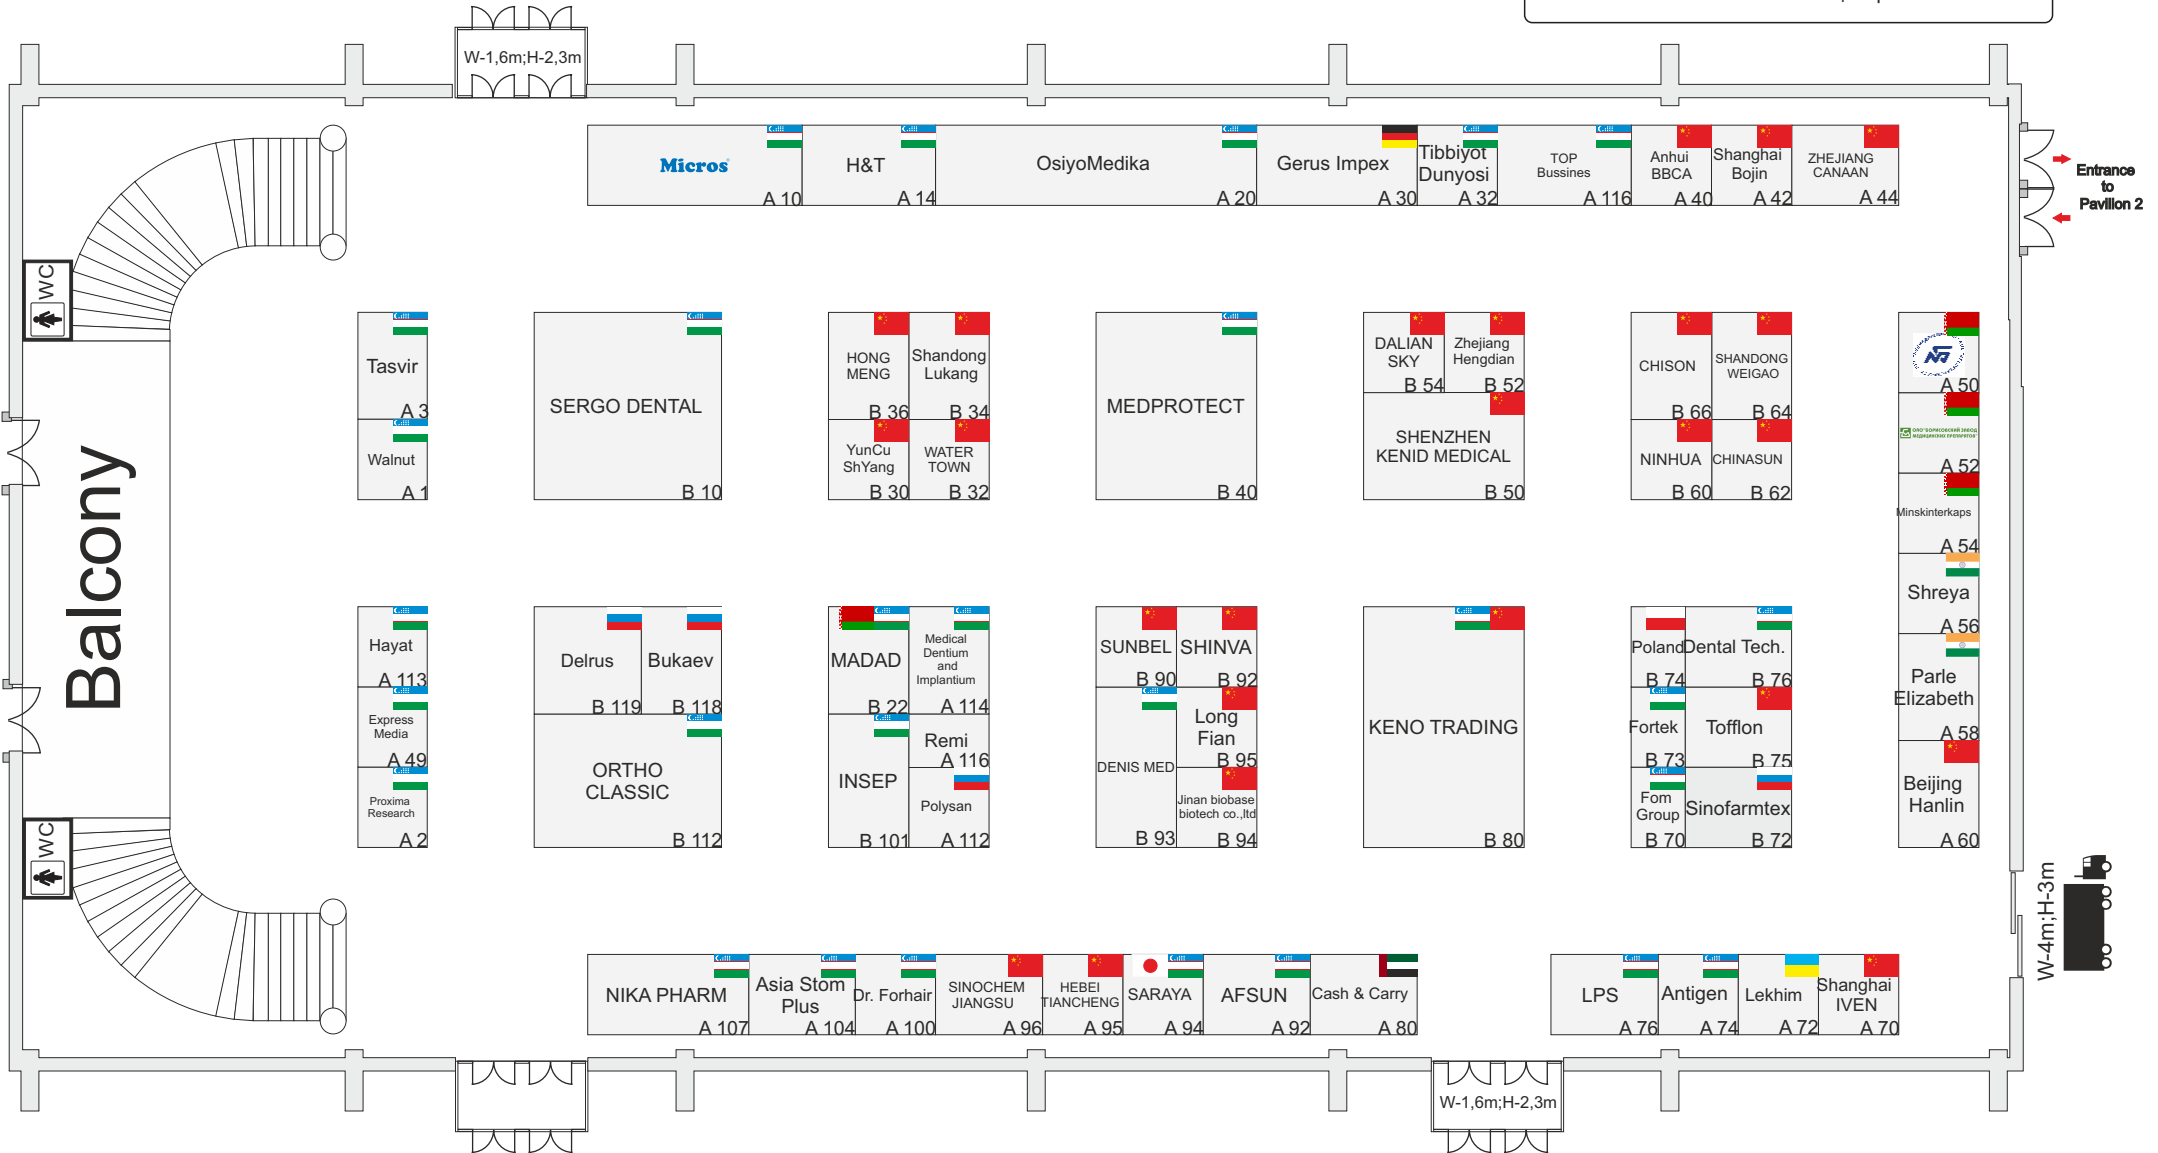 W-1,6m;H-2,3m
Micros
A 10
H&T
A 14
OsiyoMedika
A 20
Gerus Impex
A 30
Tibbiyot
Dunyosi
A 32
TOP
Bussines
A 116
Anhui
BBCA
A 40
Shanghai
Bojin
A 42
ZHEJIANG
CANAAN
A 44
Entrance
to
Pavilion 2
WC
Balcony
WC
Tasvir
A 3
Walnut
A 1
SERGO DENTAL
B 10
HONG
MENG
B 36
Shandong
Lukang
B 34
YunCu
ShYang
B 30
WATER
TOWN
B 32
MEDPROTECT
B 40
DALIAN
SKY
B 54
Zhejiang
Hengdian
B 52
SHENZHEN
KENID MEDICAL
B 50
CHISON
B 66
SHANDONG
WEIGAO
B 64
NINHUA
B 60
CHINASUN
B 62
A 50
ОАО "БОРИСОВСКИЙ ЗАВОД
МЕДИЦИНСКИХ ПРЕПАРАТОВ"
A 52
Minskinterkaps
A 54
Shreya
A 56
Parle
Elizabeth
A 58
Beijing
Hanlin
A 60
Hayat
A 113
Express
Media
A 49
Proxima
Research
A 2
Delrus
B 119
Bukaev
B 118
ORTHO
CLASSIC
B 112
MADAD
B 22
Medical
Dentium
and
Implantium
A 114
INSEP
B 101
Remi
A 116
Polysan
A 112
SUNBEL
B 90
SHINVA
B 92
DENIS MED
B 93
Long
Fian
B 95
Jinan biobase
biotech co.,ltd
B 94
KENO TRADING
B 80
Poland
B 74
Dental Tech.
B 76
Fortek
B 73
Tofflon
B 75
Fom
Group
B 70
Sinofarmtex
B 72
W-4m;H-3m
NIKA PHARM
A 107
Asia Stom
Plus
A 104
Dr. Forhair
A 100
SINOCHEM
JIANGSU
A 96
HEBEI
TIANCHENG
A 95
SARAYA
A 94
AFSUN
A 92
Cash & Carry
A 80
LPS
A 76
Antigen
A 74
Lekhim
A 72
Shanghai
IVEN
A 70
W-1,6m;H-2,3m